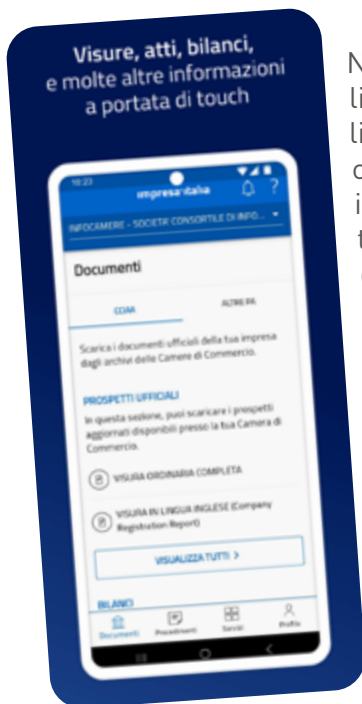 Visure, atti, bilanci,
e molte altre informazioni
a portata di touch
10:23
impresaitalia
?
INFOCAMERE - SOCIETA' CONSORTILE DI INFO...
Documenti
CCIAA
ALTRE PA
Scarica i documenti ufficiali della tua impresa
dagli archivi delle Camere di Commercio.
PROSPETTI UFFICIALI
In questa sezione, puoi scaricare i prospetti
aggiornati disponibili presso la tua Camera di
Commercio.
VISURA ORDINARIA COMPLETA
VISURA IN LINGUA INGLESE (Company
Registration Report)
VISUALIZZA TUTTI >
BILANCI
Documenti
Procedimenti
Servizi
Profilo
N
li
li
i
t